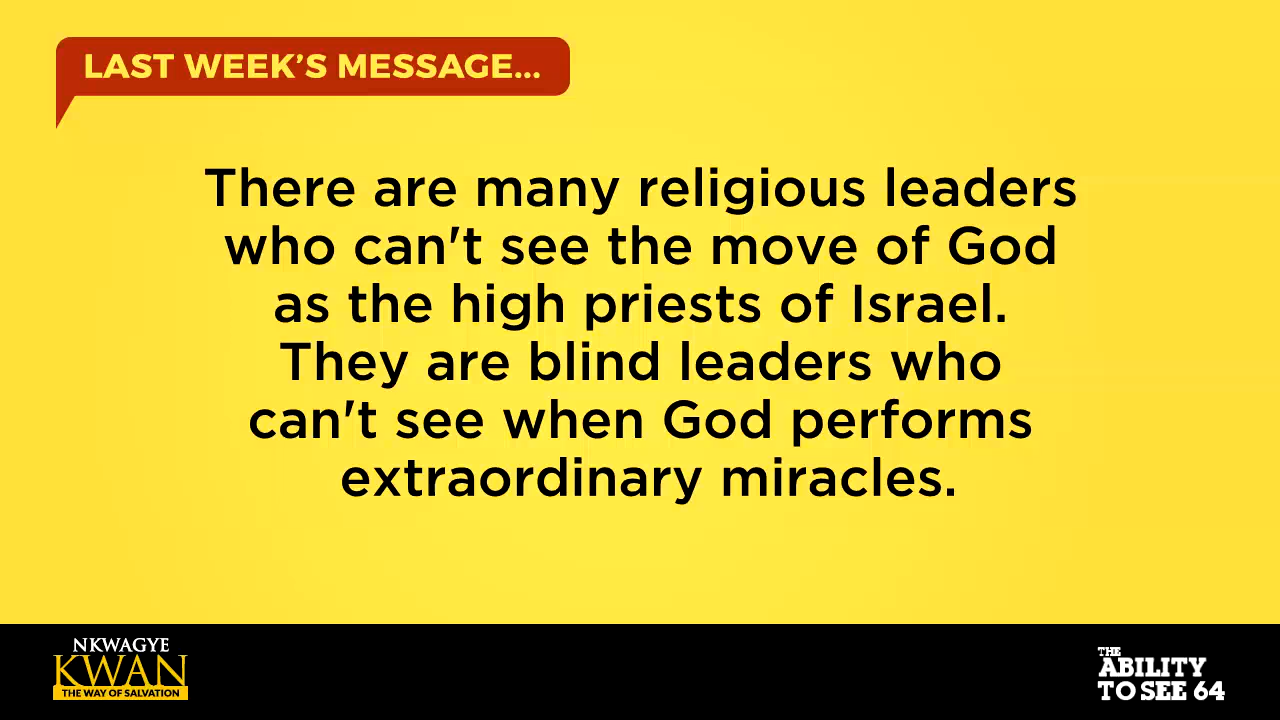 LAST WEEK’S MESSAGE...
There are many religious leaders
who can't see the move of God
as the high priests of Israel.
They are blind leaders who
can't see when God performs
extraordinary miracles.
NKWAGYE
KWAN
THE WAY OF SALVATION
THE
ABILITY
TO SEE 64